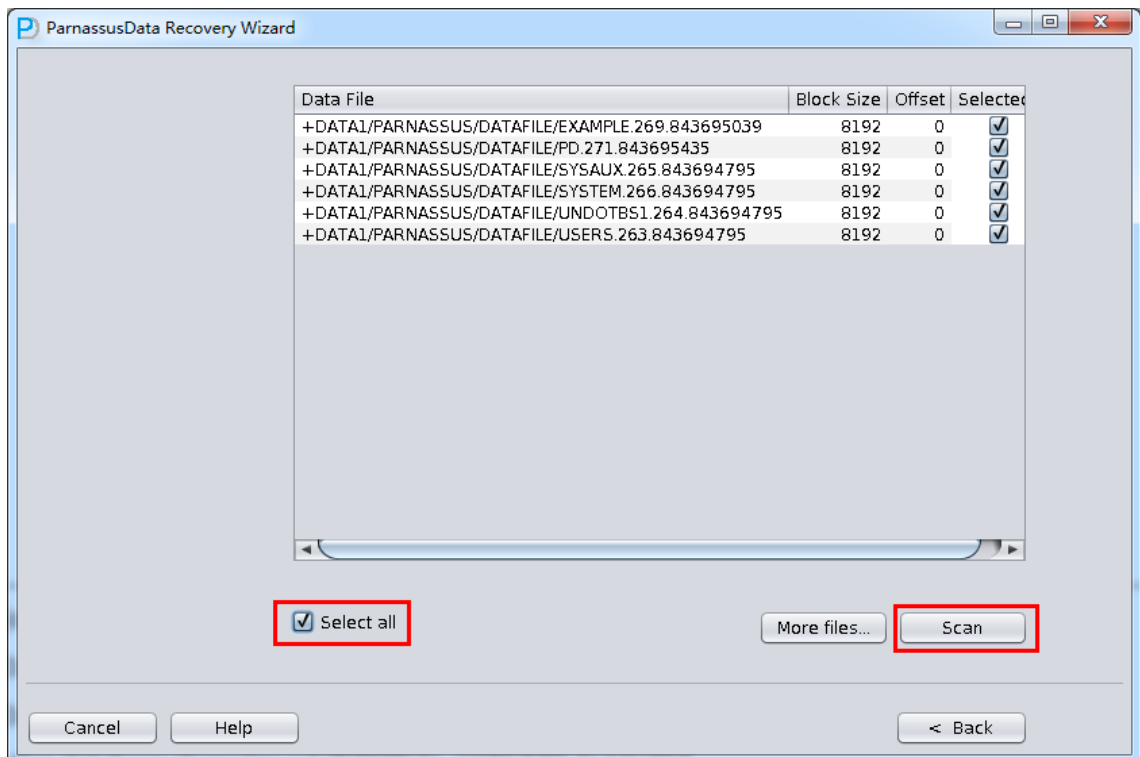 ParnassusData Recovery Wizard
Data File Block Size Offset Selected
+DATA1/PARNASSUS/DATAFILE/EXAMPLE.269.843695039 8192 0
+DATA1/PARNASSUS/DATAFILE/PD.271.843695435 8192 0
+DATA1/PARNASSUS/DATAFILE/SYSAUX.265.843694795 8192 0
+DATA1/PARNASSUS/DATAFILE/SYSTEM.266.843694795 8192 0
+DATA1/PARNASSUS/DATAFILE/UNDOTBS1.264.843694795 8192 0
+DATA1/PARNASSUS/DATAFILE/USERS.263.843694795 8192 0
Select all
More files... Scan
Cancel Help < Back